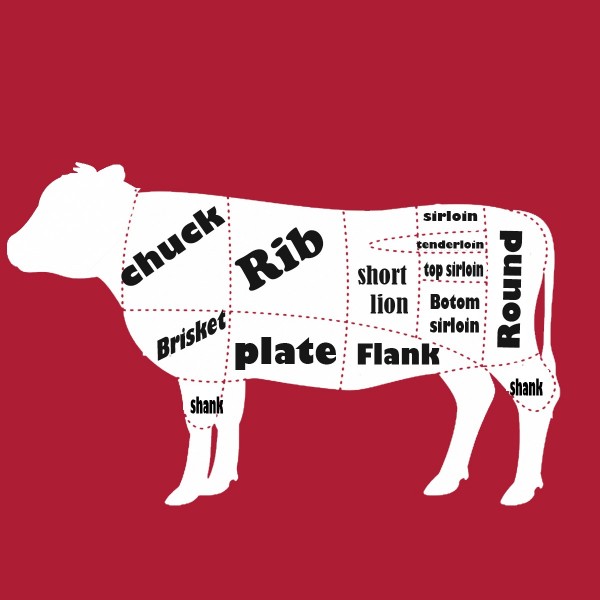 chuck
Rib
short
lion
sirloin
tenderloin
top sirloin
Botom
sirloin
Round
Brisket
plate
Flank
shank
shank